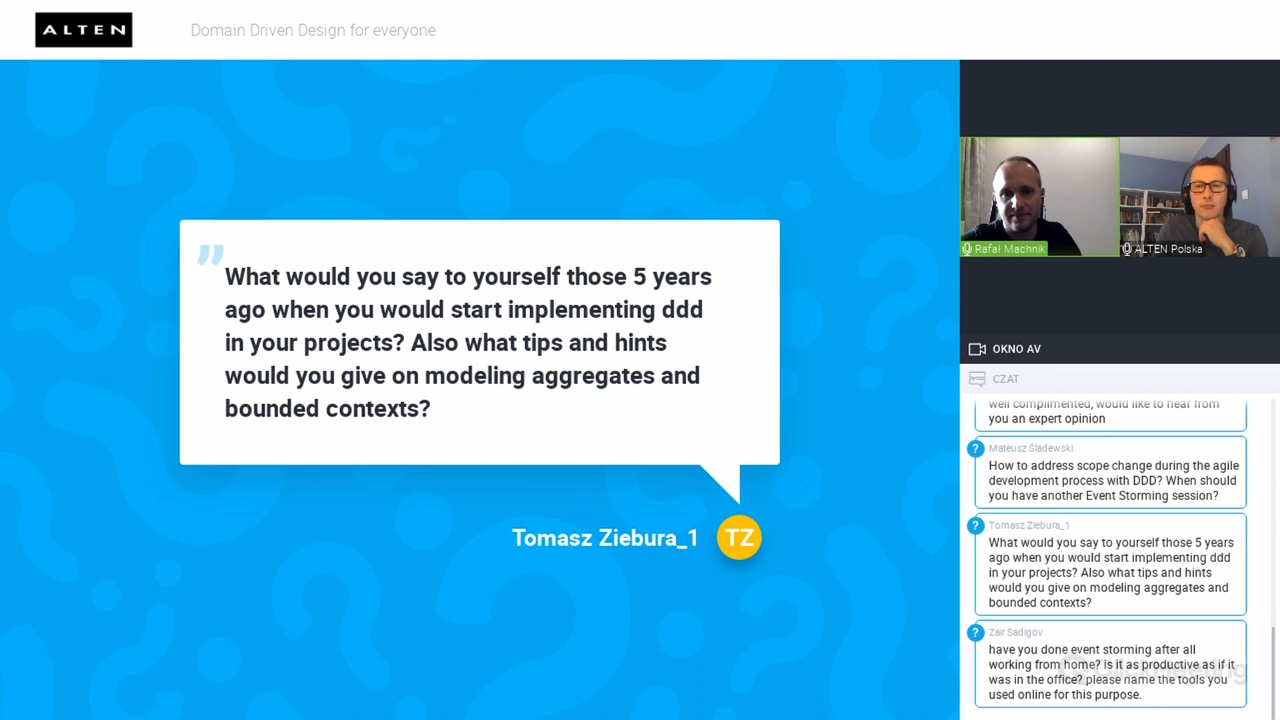 ALTEN
Domain Driven Design for everyone
What would you say to yourself those 5 years
ago when you would start implementing ddd
in your projects? Also what tips and hints
would you give on modeling aggregates and
bounded contexts?
Tomasz Ziebura_1
TZ
Rafał Machnik
ALTEN Polska
OKNO AV
CZAT
well complimented, would like to hear from
you an expert opinion
?
Mateusz Śladewski
How to address scope change during the agile
development process with DDD? When should
you have another Event Storming session?
?
Tomasz Ziebura_1
What would you say to yourself those 5 years
ago when you would start implementing ddd
in your projects? Also what tips and hints
would you give on modeling aggregates and
bounded contexts?
?
Zair Sadigov
have you done event storming after all
working from home? is it as productive as if it
was in the office? please name the tools you
used online for this purpose.